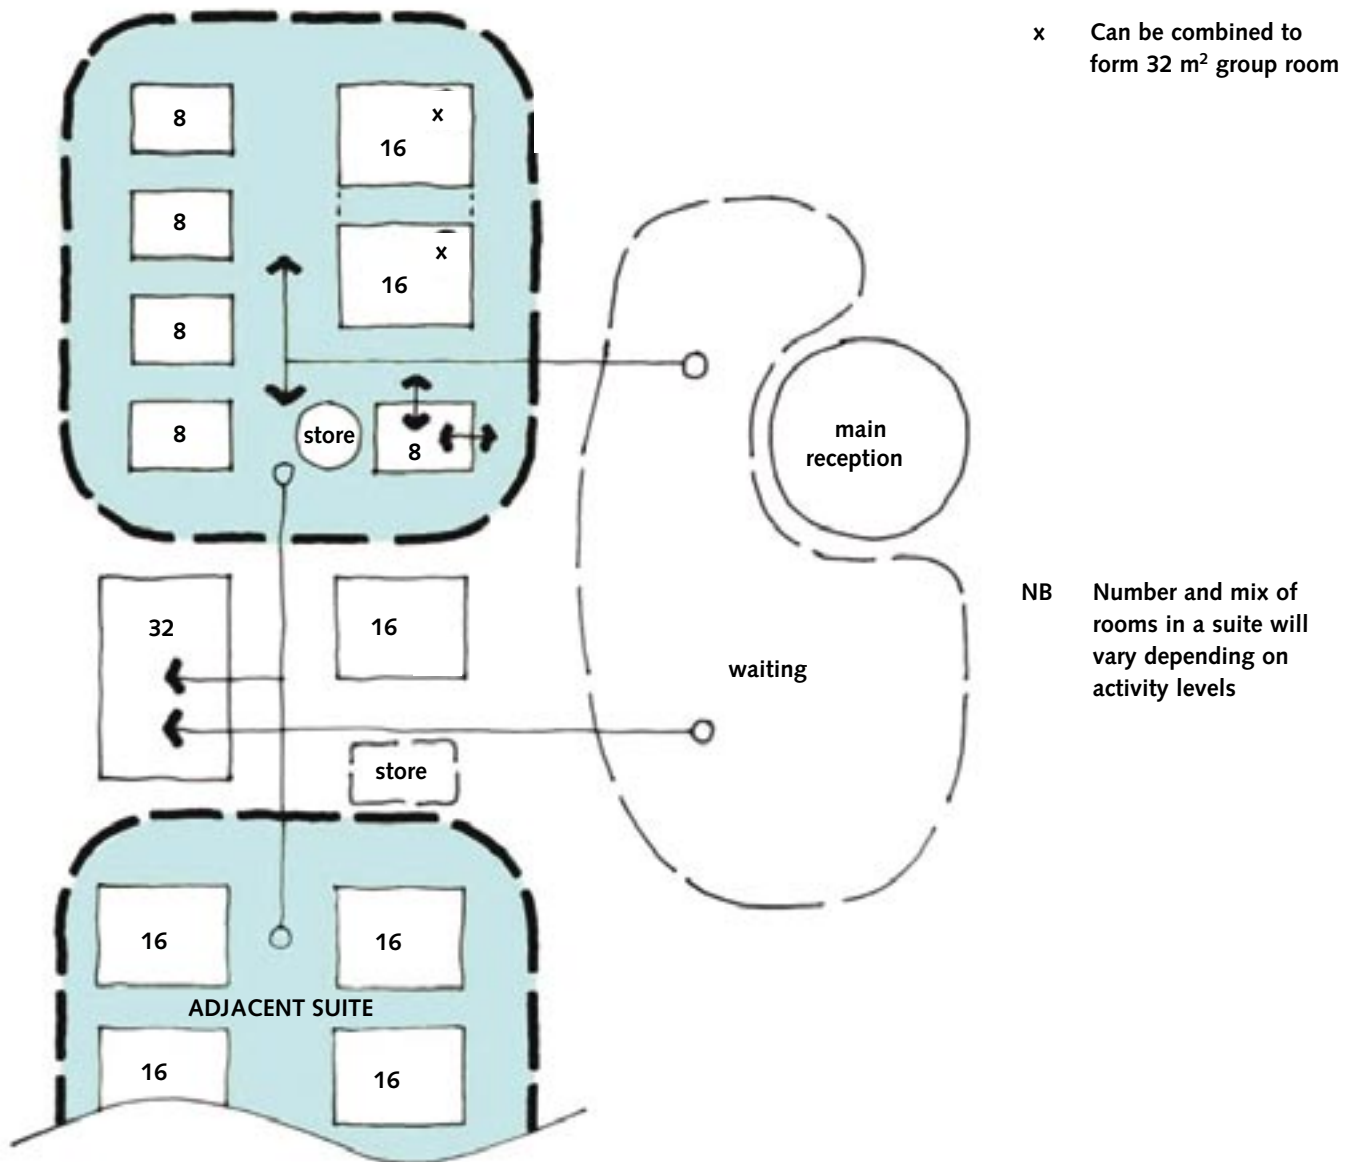 x Can be combined to
form 32 m² group room
8
x
16
8
x
16
8
8
store
8
main
reception
32
16
NB Number and mix of
rooms in a suite will
vary depending on
activity levels
waiting
store
16
16
ADJACENT SUITE
16
16